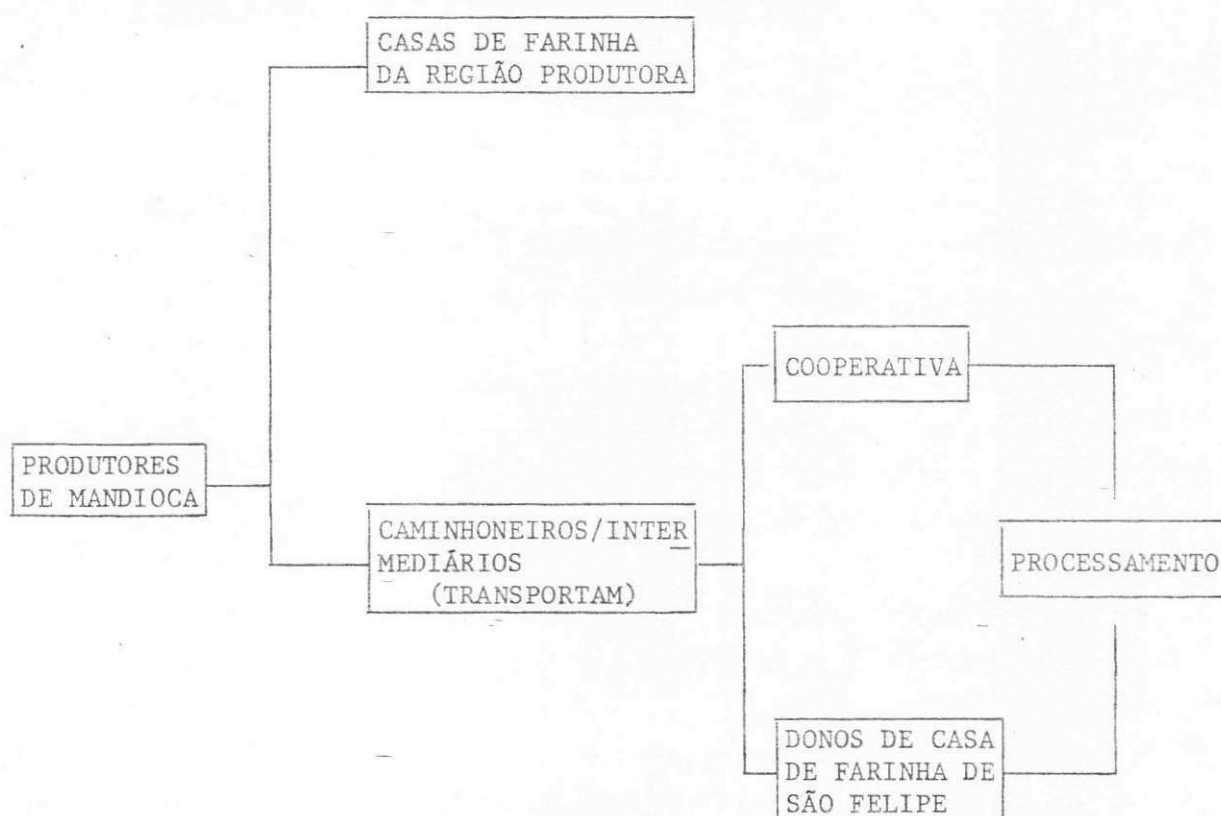 CASAS DE FARINHA
DA REGIÃO PRODUTORA
COOPERATIVA
PRODUTORES
DE MANDIOCA
CAMINHONEIROS/INTER
MEDIÁRIOS
(TRANSPORTAM)
PROCESSAMENTO
DONOS DE CASA
DE FARINHA DE
SÃO FELIPE